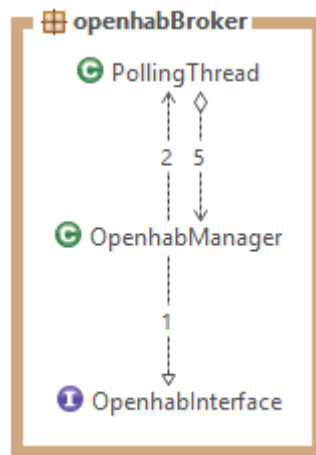 openhabBroker
C PollingThread
2 5
C OpenhabManager
1
I OpenhabInterface